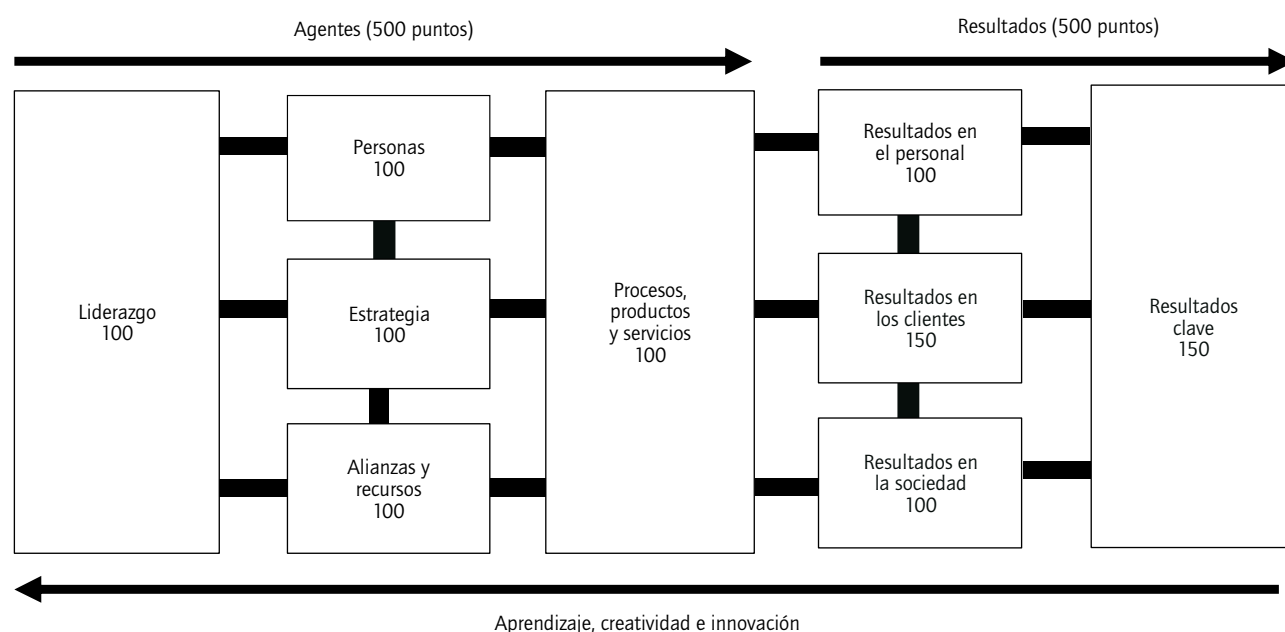 Agentes (500 puntos)
Resultados (500 puntos)
Liderazgo
100
Personas
100
Estrategia
100
Alianzas y
recursos
100
Procesos,
productos
y servicios
100
Resultados en
el personal
100
Resultados en
los clientes
150
Resultados en
la sociedad
100
Resultados
clave
150
Aprendizaje, creatividad e innovación